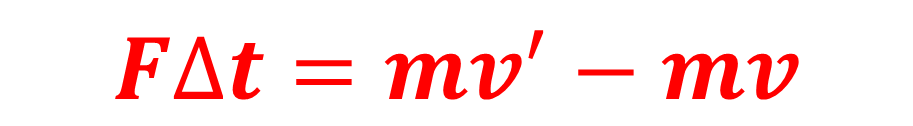 FΔt = mv′ − mv